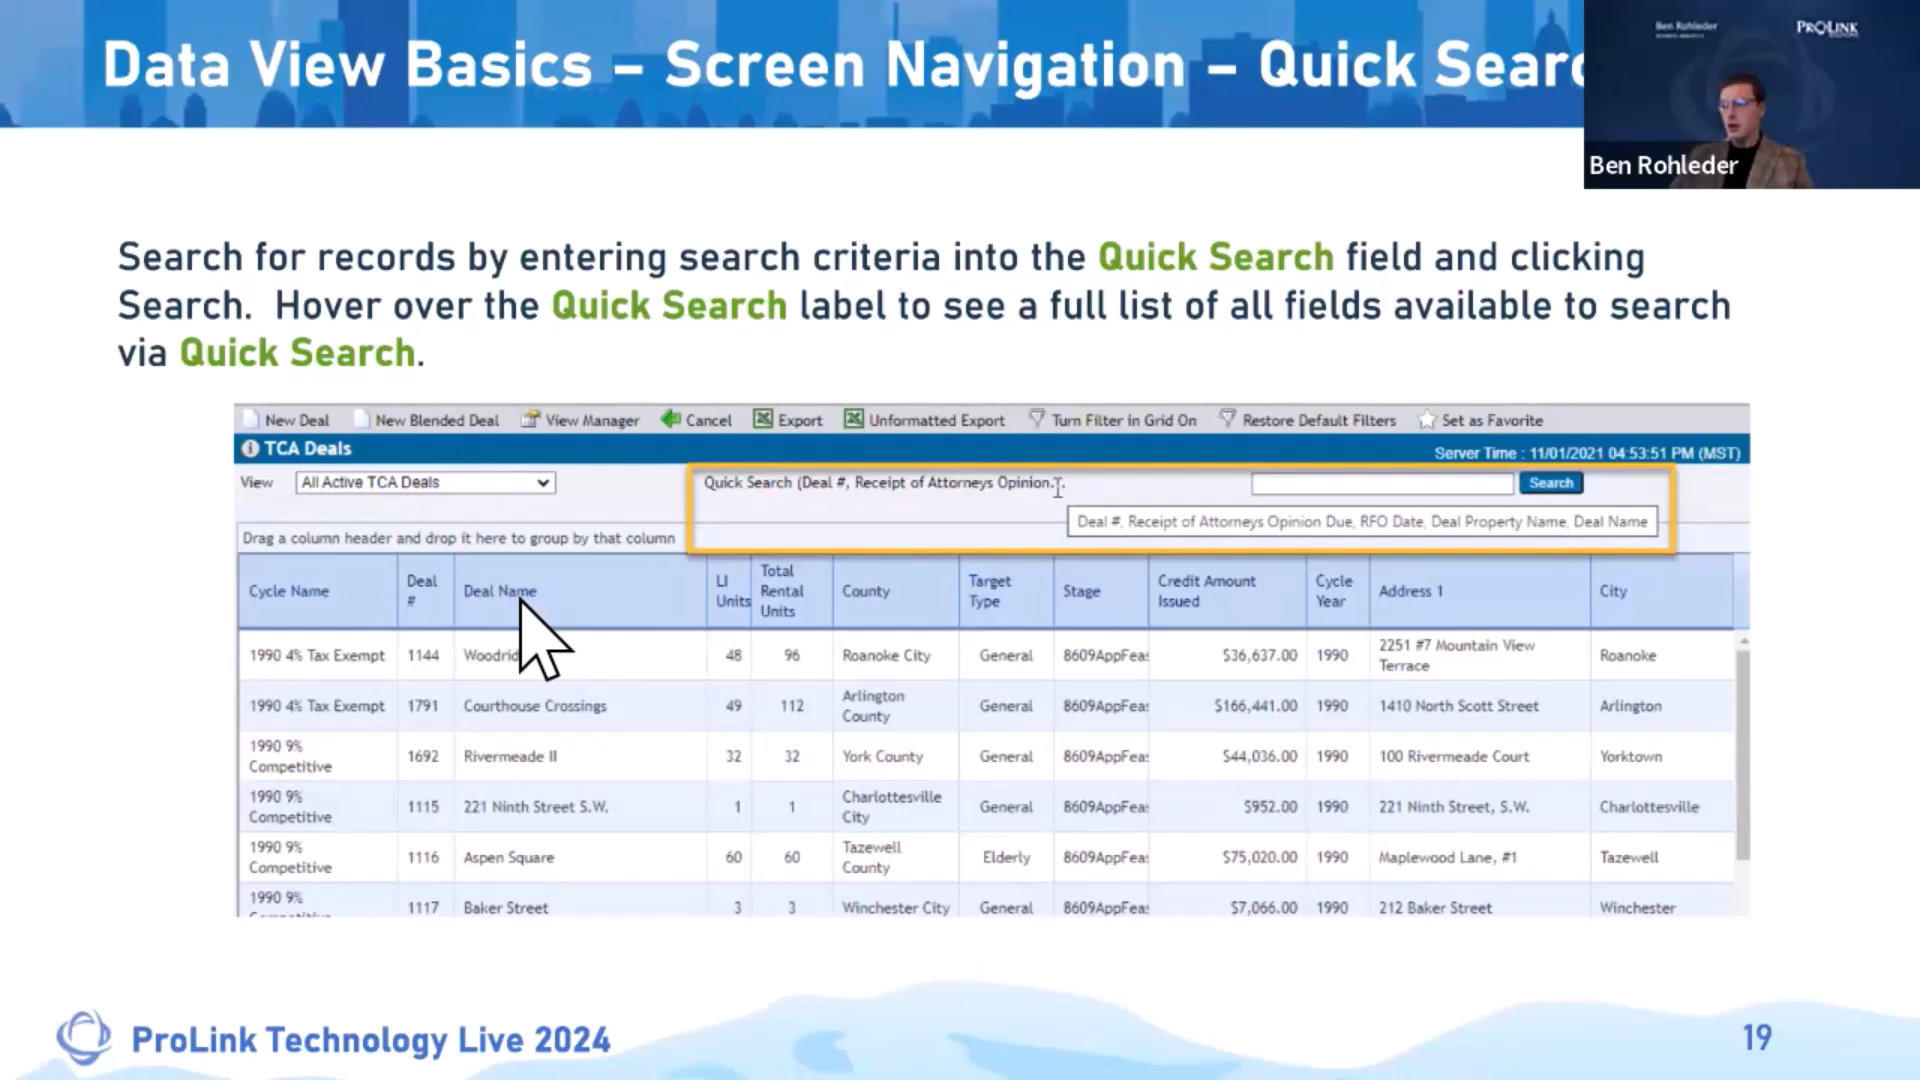 Data View Basics – Screen Navigation – Quick Searc
Ben Rohleder
PROLINK
Ben Rohleder
Search for records by entering search criteria into the Quick Search field and clicking
Search. Hover over the Quick Search label to see a full list of all fields available to search
via Quick Search.
New Deal New Blended Deal View Manager Cancel Export Unformatted Export Turn Filter in Grid On Restore Default Filters Set as Favorite
TCA Deals
Server Time : 11/01/2021 04:53:51 PM (MST)
View All Active TCA Deals
Quick Search (Deal #, Receipt of Attorneys Opinion... Search
Deal #, Receipt of Attorneys Opinion Due, RFO Date, Deal Property Name, Deal Name
Drag a column header and drop it here to group by that column
Cycle Name Deal # Deal Name LI Units Total Rental Units County Target Type Stage Credit Amount Issued Cycle Year Address 1 City
1990 4% Tax Exempt 1144 Woodrid 48 96 Roanoke City General 8609AppFeas $36,637.00 1990 2251 #7 Mountain View Terrace Roanoke
1990 4% Tax Exempt 1791 Courthouse Crossings 49 112 Arlington County General 8609AppFeas $166,441.00 1990 1410 North Scott Street Arlington
1990 9% Competitive 1692 Rivermeade II 32 32 York County General 8609AppFeas $44,036.00 1990 100 Rivermeade Court Yorktown
1990 9% Competitive 1115 221 Ninth Street S.W. 1 1 Charlottesville City General 8609AppFeas $952.00 1990 221 Ninth Street, S.W. Charlottesville
1990 9% Competitive 1116 Aspen Square 60 60 Tazewell County Elderly 8609AppFeas $75,020.00 1990 Maplewood Lane, #1 Tazewell
1990 9% 1117 Baker Street 3 3 Winchester City General 8609AppFeas $7,066.00 1990 212 Baker Street Winchester
ProLink Technology Live 2024
19